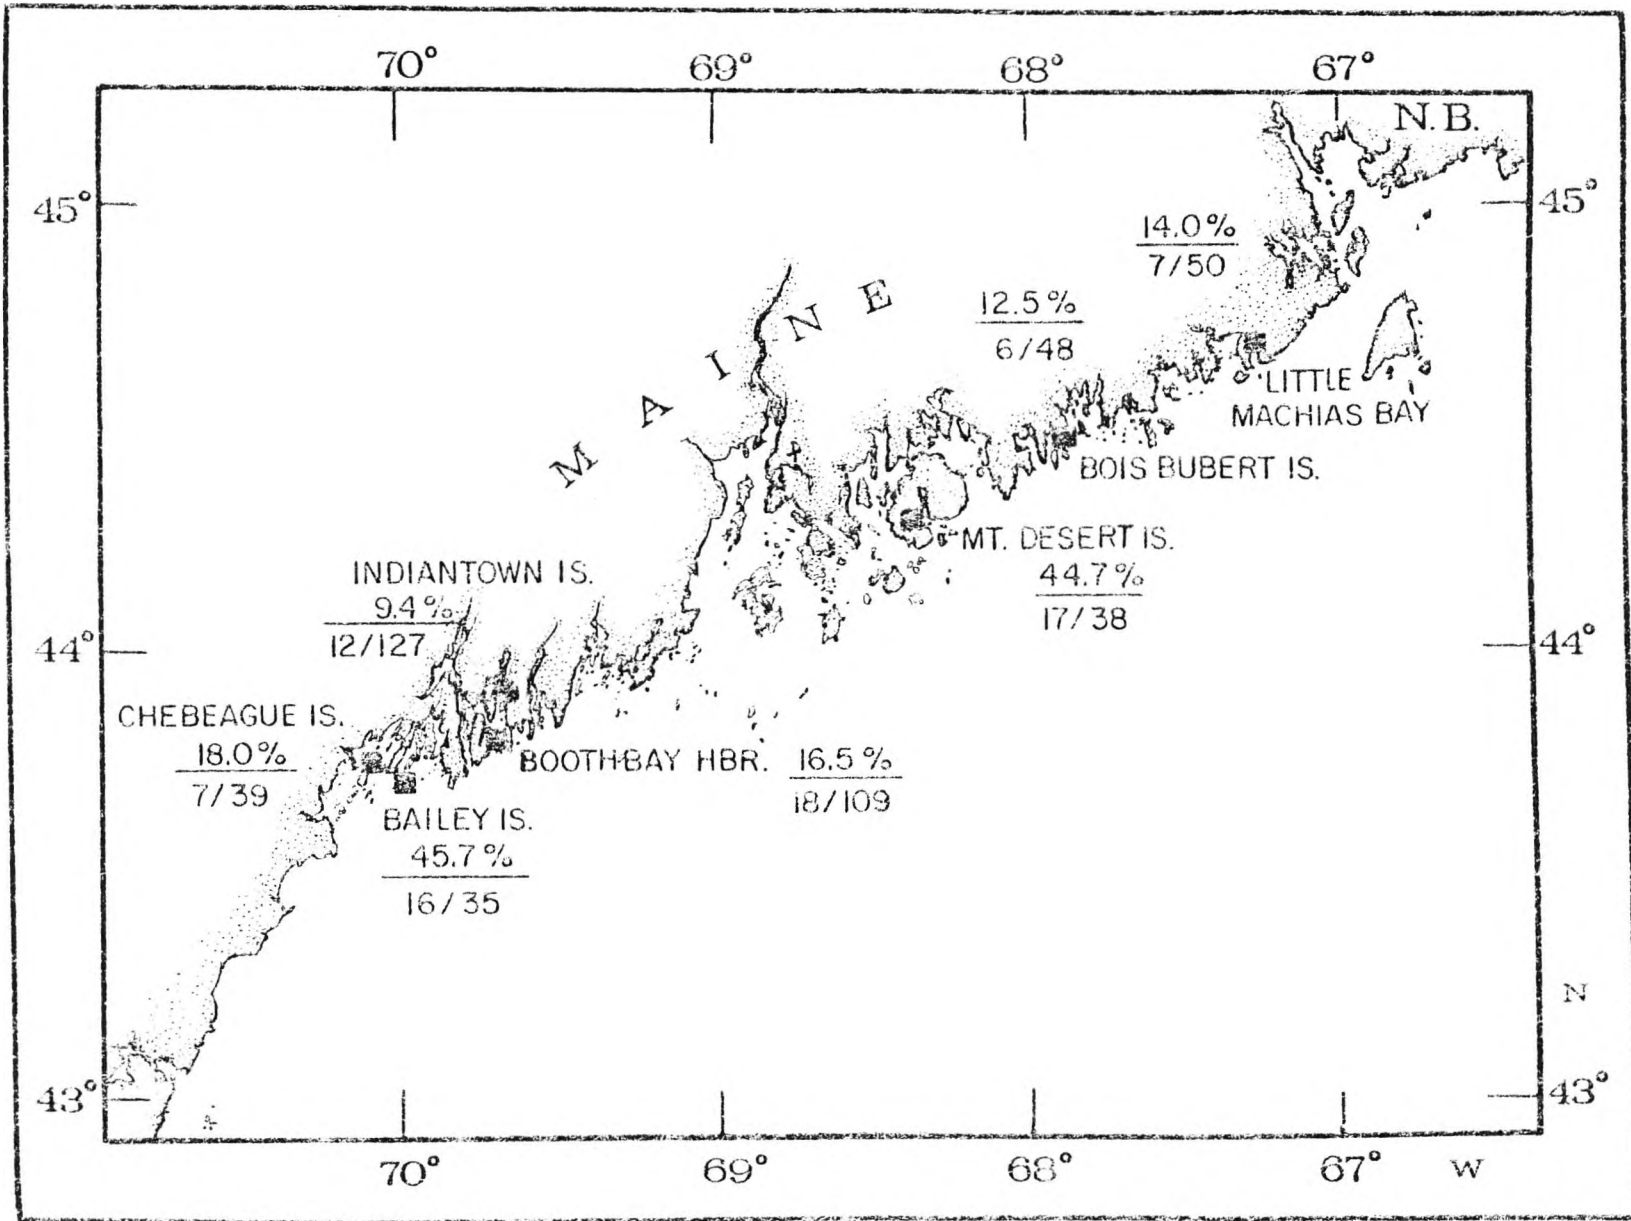 70° 69° 68° 67°
N.B.
45° 45°
14.0%
7/50
12.5%
6/48
MAINE
LITTLE
MACHIAS BAY
BOIS BUBERT IS.
MT. DESERT IS.
44.7%
17/38
INDIANTOWN IS.
9.4%
12/127
44° 44°
CHEBEAGUE IS.
18.0%
7/39
BOOTHBAY HBR. 16.5%
18/109
BAILEY IS.
45.7%
16/35
N
43° 43°
70° 69° 68° 67° W